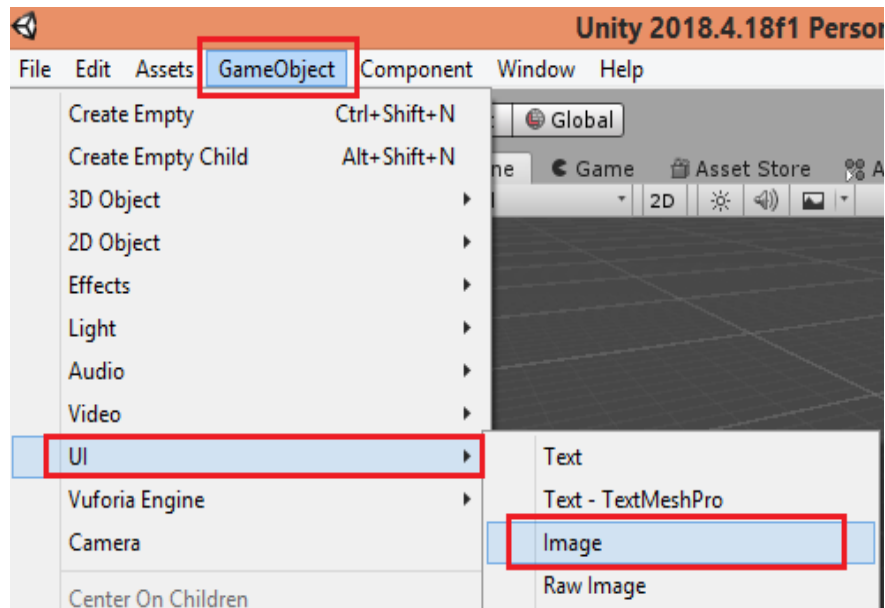 Unity 2018.4.18f1 Person
File Edit Assets GameObject Component Window Help
Create Empty Ctrl+Shift+N
Global
Create Empty Child Alt+Shift+N
ne Game Asset Store A
3D Object
2D
2D Object
Effects
Light
Audio
Video
UI
Text
Vuforia Engine
Text - TextMeshPro
Camera
Image
Center On Children
Raw Image